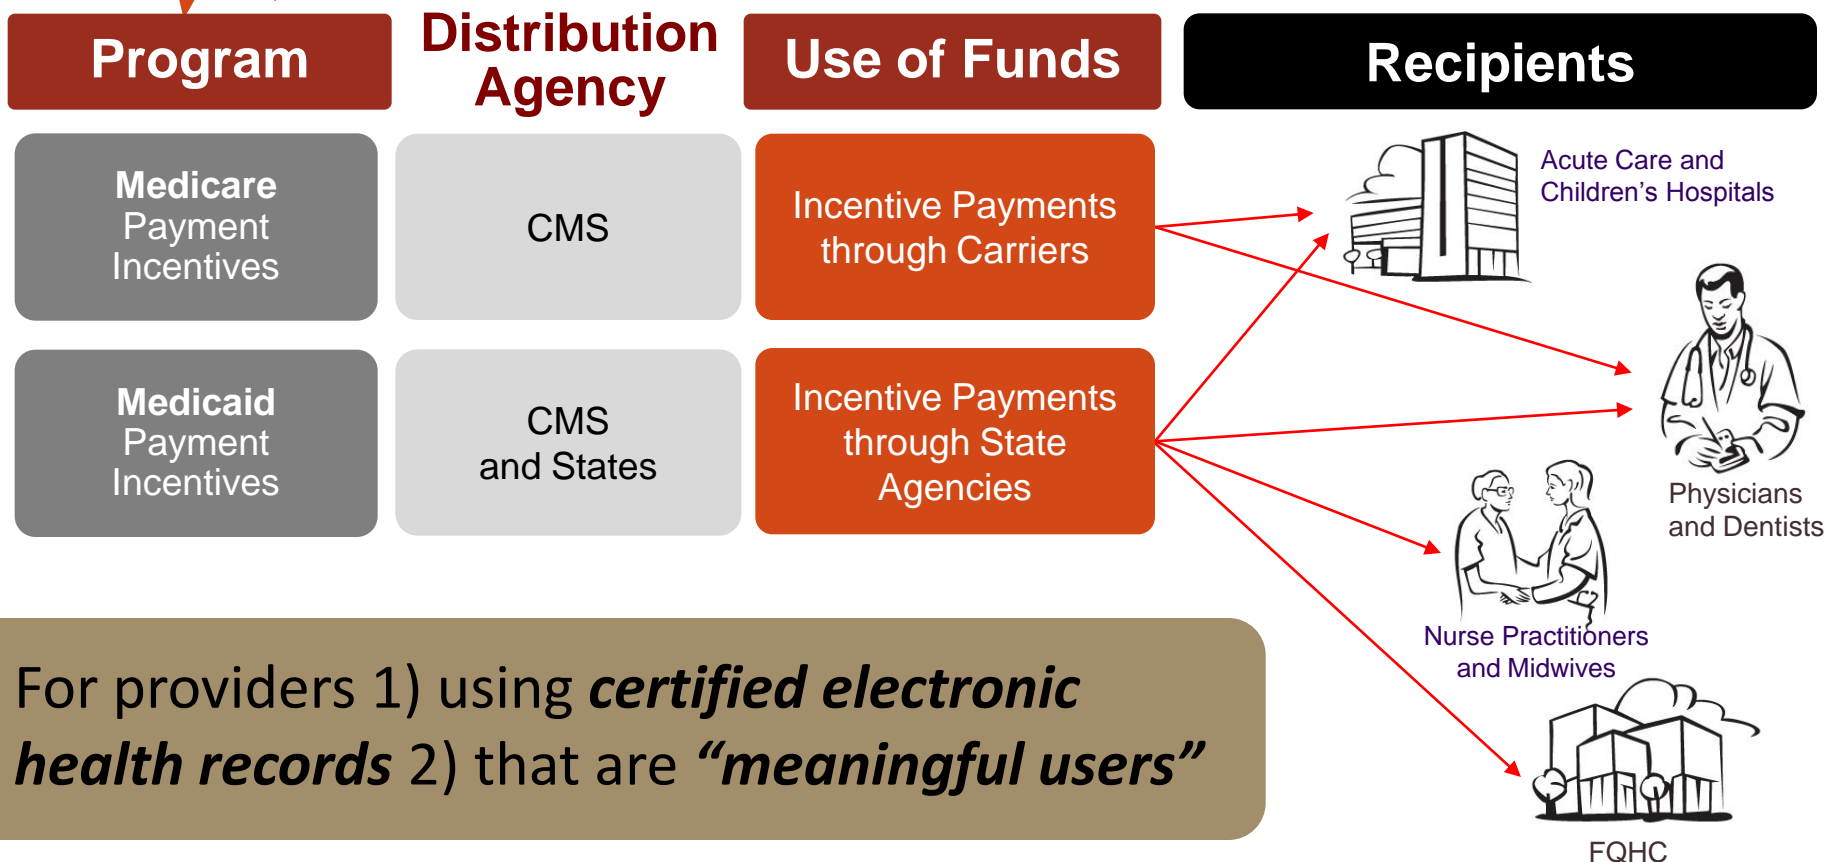 Program
Distribution
Agency
Use of Funds
Recipients
Medicare
Payment
Incentives
CMS
Incentive Payments
through Carriers
Acute Care and
Children’s Hospitals
Medicaid
Payment
Incentives
CMS
and States
Incentive Payments
through State
Agencies
Physicians
and Dentists
Nurse Practitioners
and Midwives
FQHC
For providers 1) using certified electronic
health records 2) that are “meaningful users”